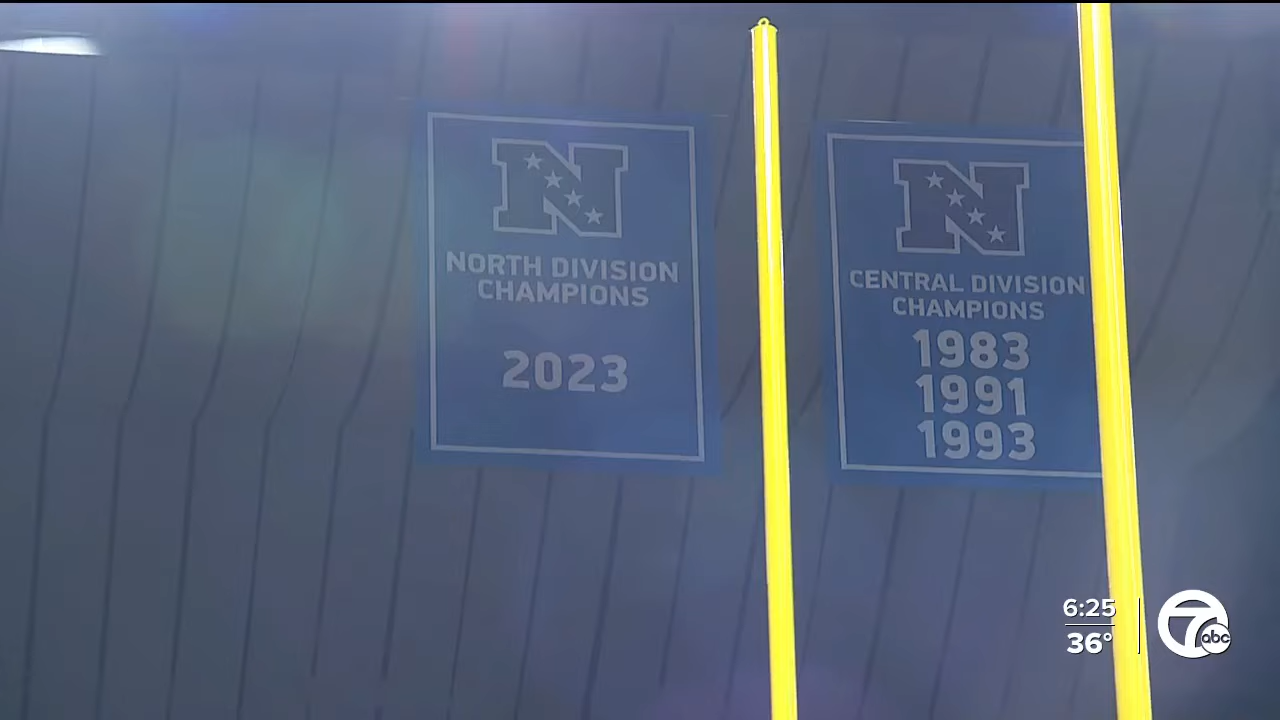 N
NORTH DIVISION
CHAMPIONS
2023
N
CENTRAL DIVISION
CHAMPIONS
1983
1991
1993
6:25
36°
7 abc